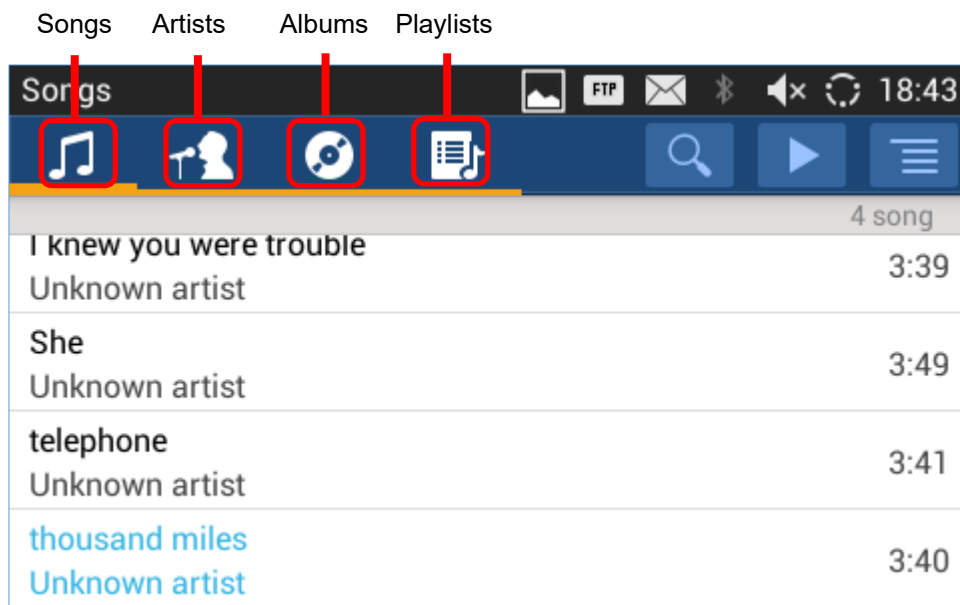 Songs Artists Albums Playlists
Songs FTP 18:43
4 song
I knew you were trouble
3:39
Unknown artist
She
3:49
Unknown artist
telephone
3:41
Unknown artist
thousand miles
3:40
Unknown artist